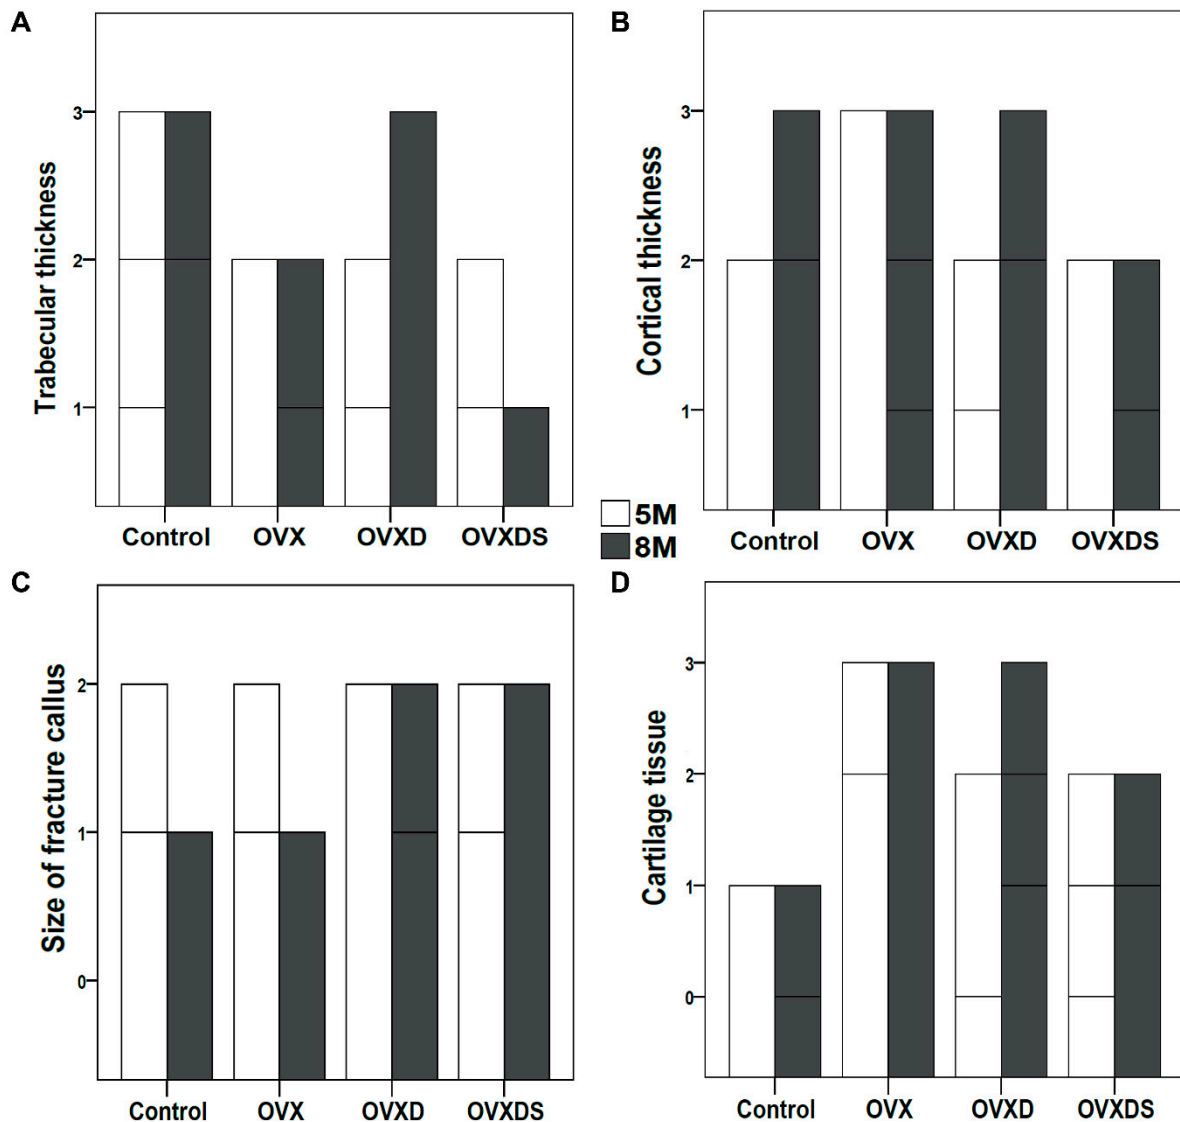 A
Trabecular thickness
3
2
1
Control OVX OVXD OVXDS
B
Cortical thickness
3
2
1
Control OVX OVXD OVXDS
5M
8M
C
Size of fracture callus
2
1
0
Control OVX OVXD OVXDS
D
Cartilage tissue
3
2
1
0
Control OVX OVXD OVXDS